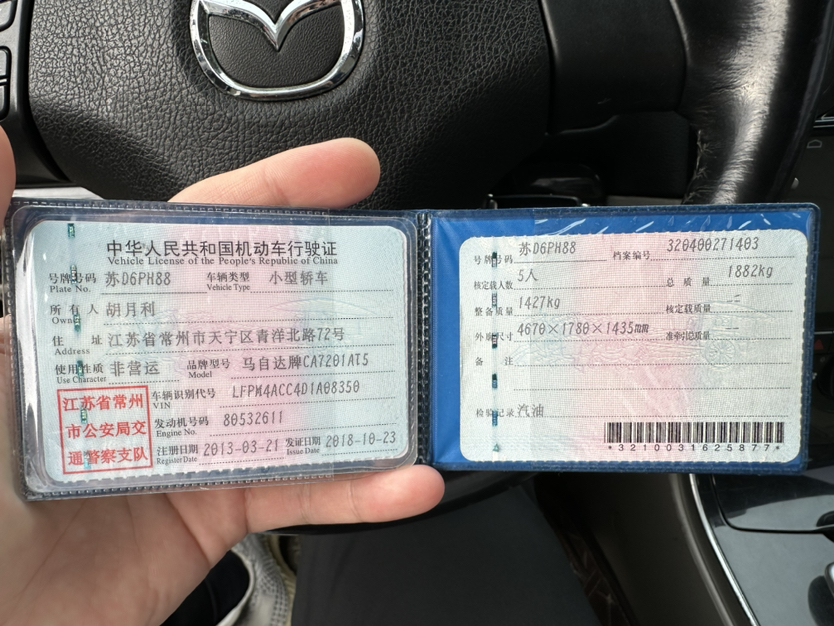 中华人民共和国机动车行驶证
Vehicle License of the People's Republic of China
号牌号码 苏D6PH88 车辆类型 小型轿车
Plate No. Vehicle Type
所有人 胡月利
Owner
住址 江苏省常州市天宁区青洋北路72号
Address
使用性质 非营运 品牌型号 马自达牌CA7201AT5
Use Character Model
江苏省常州
市公安局交
通警察支队
车辆识别代号 LFPM4ACC4D1A08350
VIN
发动机号码 80532611
Engine No.
注册日期 2013-03-21 发证日期 2018-10-23
Register Date Issue Date
号牌号码 苏D6PH88 档案编号 320400271403
核定载人数 5人 总质量 1882kg
整备质量 1427kg 核定载质量 --
外廓尺寸 4670×1780×1435mm 准牵引总质量 --
备注
检验记录 汽油
*3210031625877*